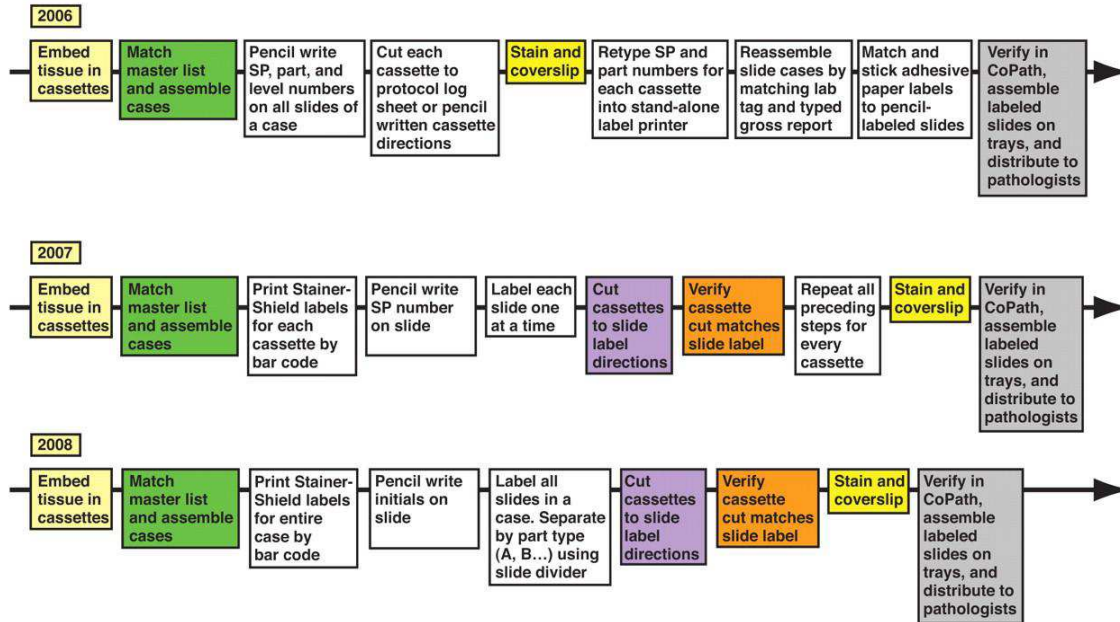 2006
Embed
tissue in
cassettes
Match
master list
and assemble
cases
Pencil write
SP, part, and
level numbers
on all slides of
a case
Cut each
cassette to
protocol log
sheet or pencil
written cassette
directions
Stain and
coverslip
Retype SP and
part numbers for
each cassette
into stand-alone
label printer
Reassemble
slide cases by
matching lab
tag and typed
gross report
Match and
stick adhesive
paper labels
to pencil-
labeled slides
Verify in
CoPath,
assemble
labeled
slides on
trays, and
distribute to
pathologists
2007
Embed
tissue in
cassettes
Match
master list
and assemble
cases
Print Stainer-
Shield labels
for each
cassette by
bar code
Pencil write
SP number
on slide
Label each
slide one
at a time
Cut
cassettes
to slide
label
directions
Verify
cassette
cut matches
slide label
Repeat all
preceding
steps for
every
cassette
Stain and
coverslip
Verify in
CoPath,
assemble
labeled
slides on
trays, and
distribute to
pathologists
2008
Embed
tissue in
cassettes
Match
master list
and assemble
cases
Print Stainer-
Shield labels
for entire
case by
bar code
Pencil write
initials on
slide
Label all
slides in a
case. Separate
by part type
(A, B...) using
slide divider
Cut
cassettes
to slide
label
directions
Verify
cassette
cut matches
slide label
Stain and
coverslip
Verify in
CoPath,
assemble
labeled
slides on
trays, and
distribute to
pathologists